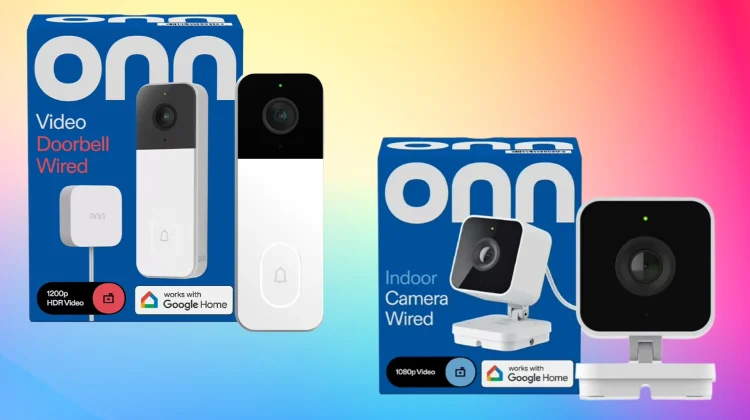 onn
Video
Doorbell
Wired
onn
1200p
HDR Video
works with
Google Home
onn
Indoor
Camera
Wired
1080p Video
works with
Google Home